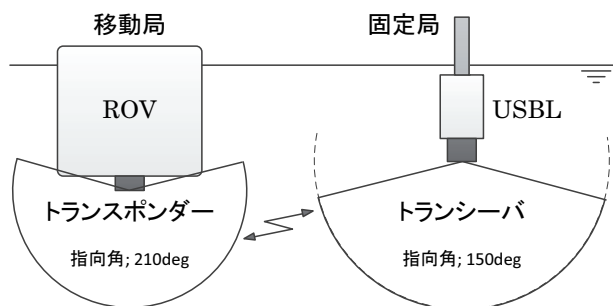 移動局
固定局
ROV
USBL
トランスポンダー
トランシーバ
指向角; 210deg
指向角; 150deg